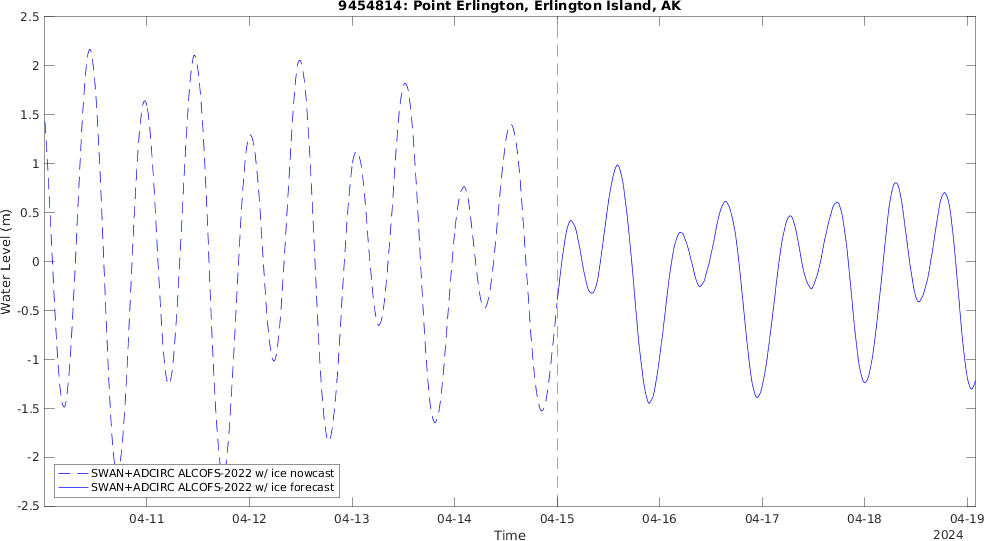 9454814: Point Erlington, Erlington Island, AK
2.5
2
1.5
1
0.5
0
-0.5
-1
-1.5
-2
-2.5
Water Level (m)
SWAN+ADCIRC ALCOFS-2022 w/ ice nowcast
SWAN+ADCIRC ALCOFS-2022 w/ ice forecast
04-11 04-12 04-13 04-14 04-15 04-16 04-17 04-18 04-19
Time
2024